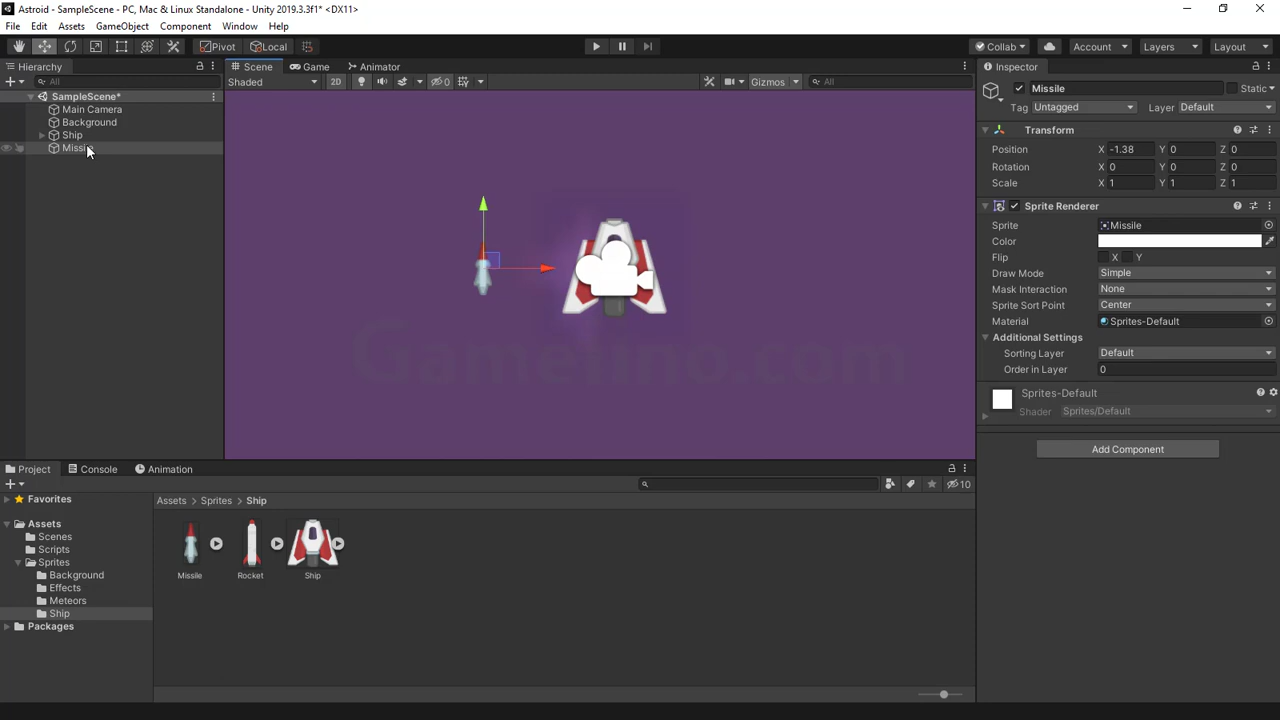 Astroid - SampleScene - PC, Mac & Linux Standalone - Unity 2019.3.3f1* <DX11>
File Edit Assets GameObject Component Window Help
Pivot Local Collab Account Layers Layout
Hierarchy
All
SampleScene*
Main Camera
Background
Ship
Missile
Scene Game Animator
Shaded 2D 0 Gizmos All
Gametlino.com
Inspector
Missile Static
Tag Untagged Layer Default
Transform
Position X -1.38 Y 0 Z 0
Rotation X 0 Y 0 Z 0
Scale X 1 Y 1 Z 1
Sprite Renderer
Sprite Missile
Color
Flip X Y
Draw Mode Simple
Mask Interaction None
Sprite Sort Point Center
Material Sprites-Default
Additional Settings
Sorting Layer Default
Order in Layer 0
Sprites-Default
Shader Sprites/Default
Add Component
Project Console Animation
10
Favorites
Assets
Scenes
Scripts
Sprites
Background
Effects
Meteors
Ship
Packages
Assets > Sprites > Ship
Missile Rocket Ship